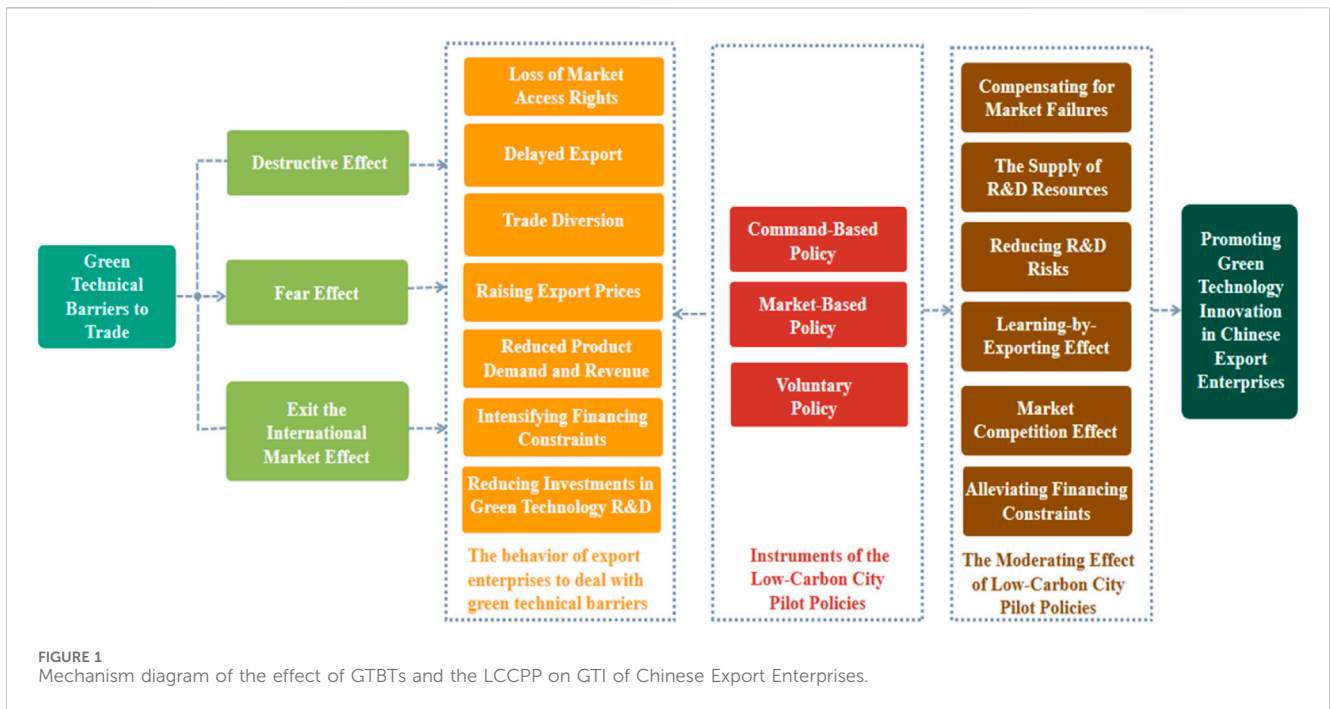 Green
Technical
Barriers to
Trade
Destructive Effect
Fear Effect
Exit the
International
Market Effect
Loss of Market
Access Rights
Delayed Export
Trade Diversion
Raising Export Prices
Reduced Product
Demand and Revenue
Intensifying Financing
Constraints
Reducing Investments in
Green Technology R&D
The behavior of export
enterprises to deal with
green technical barriers
Command-Based
Policy
Market-Based
Policy
Voluntary
Policy
Instruments of the
Low-Carbon City
Pilot Policies
Compensating for
Market Failures
The Supply of
R&D Resources
Reducing R&D
Risks
Learning-by-
Exporting Effect
Market
Competition Effect
Alleviating Financing
Constraints
The Moderating Effect
of Low-Carbon City
Pilot Policies
Promoting
Green
Technology
Innovation
in Chinese
Export
Enterprises
FIGURE 1
Mechanism diagram of the effect of GTBTs and the LCCPP on GTI of Chinese Export Enterprises.